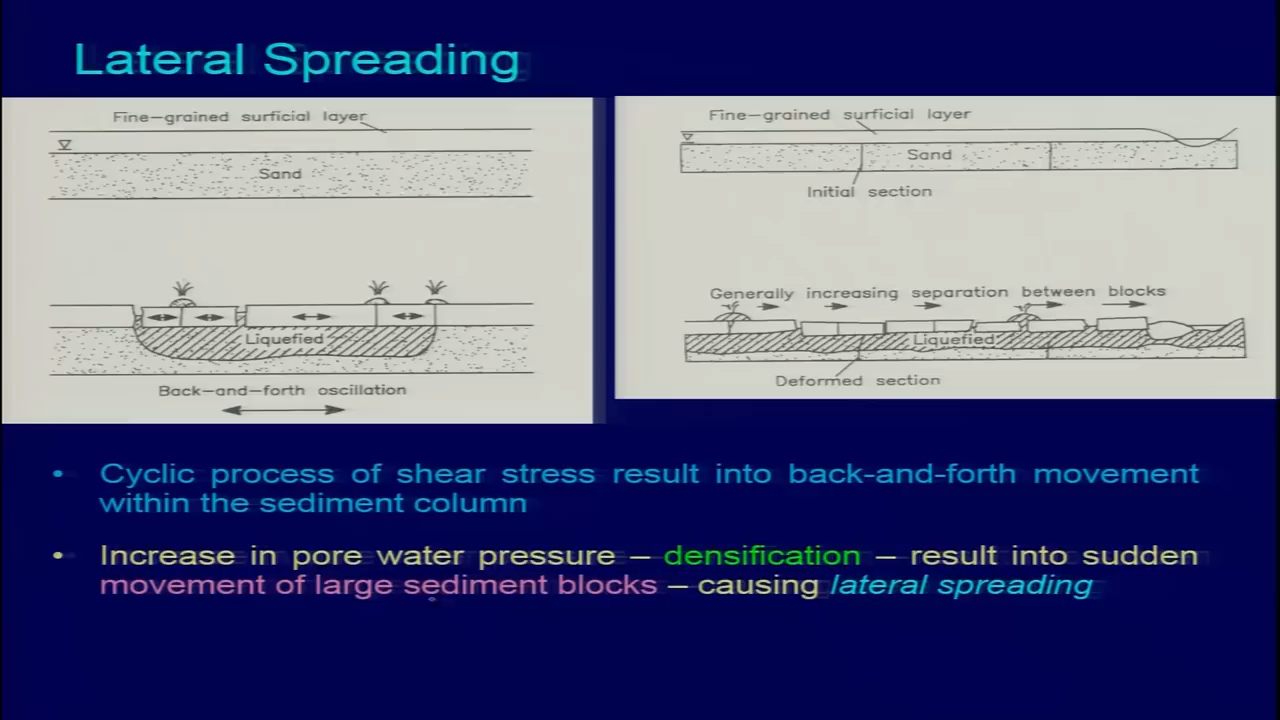 Lateral Spreading
Fine-grained surficial layer
Sand
Liquefied
Back-and-forth oscillation
Fine-grained surficial layer
Sand
Initial section
Generally increasing separation between blocks
Liquefied
Deformed section
• Cyclic process of shear stress result into back-and-forth movement
within the sediment column
• Increase in pore water pressure – densification – result into sudden
movement of large sediment blocks – causing lateral spreading